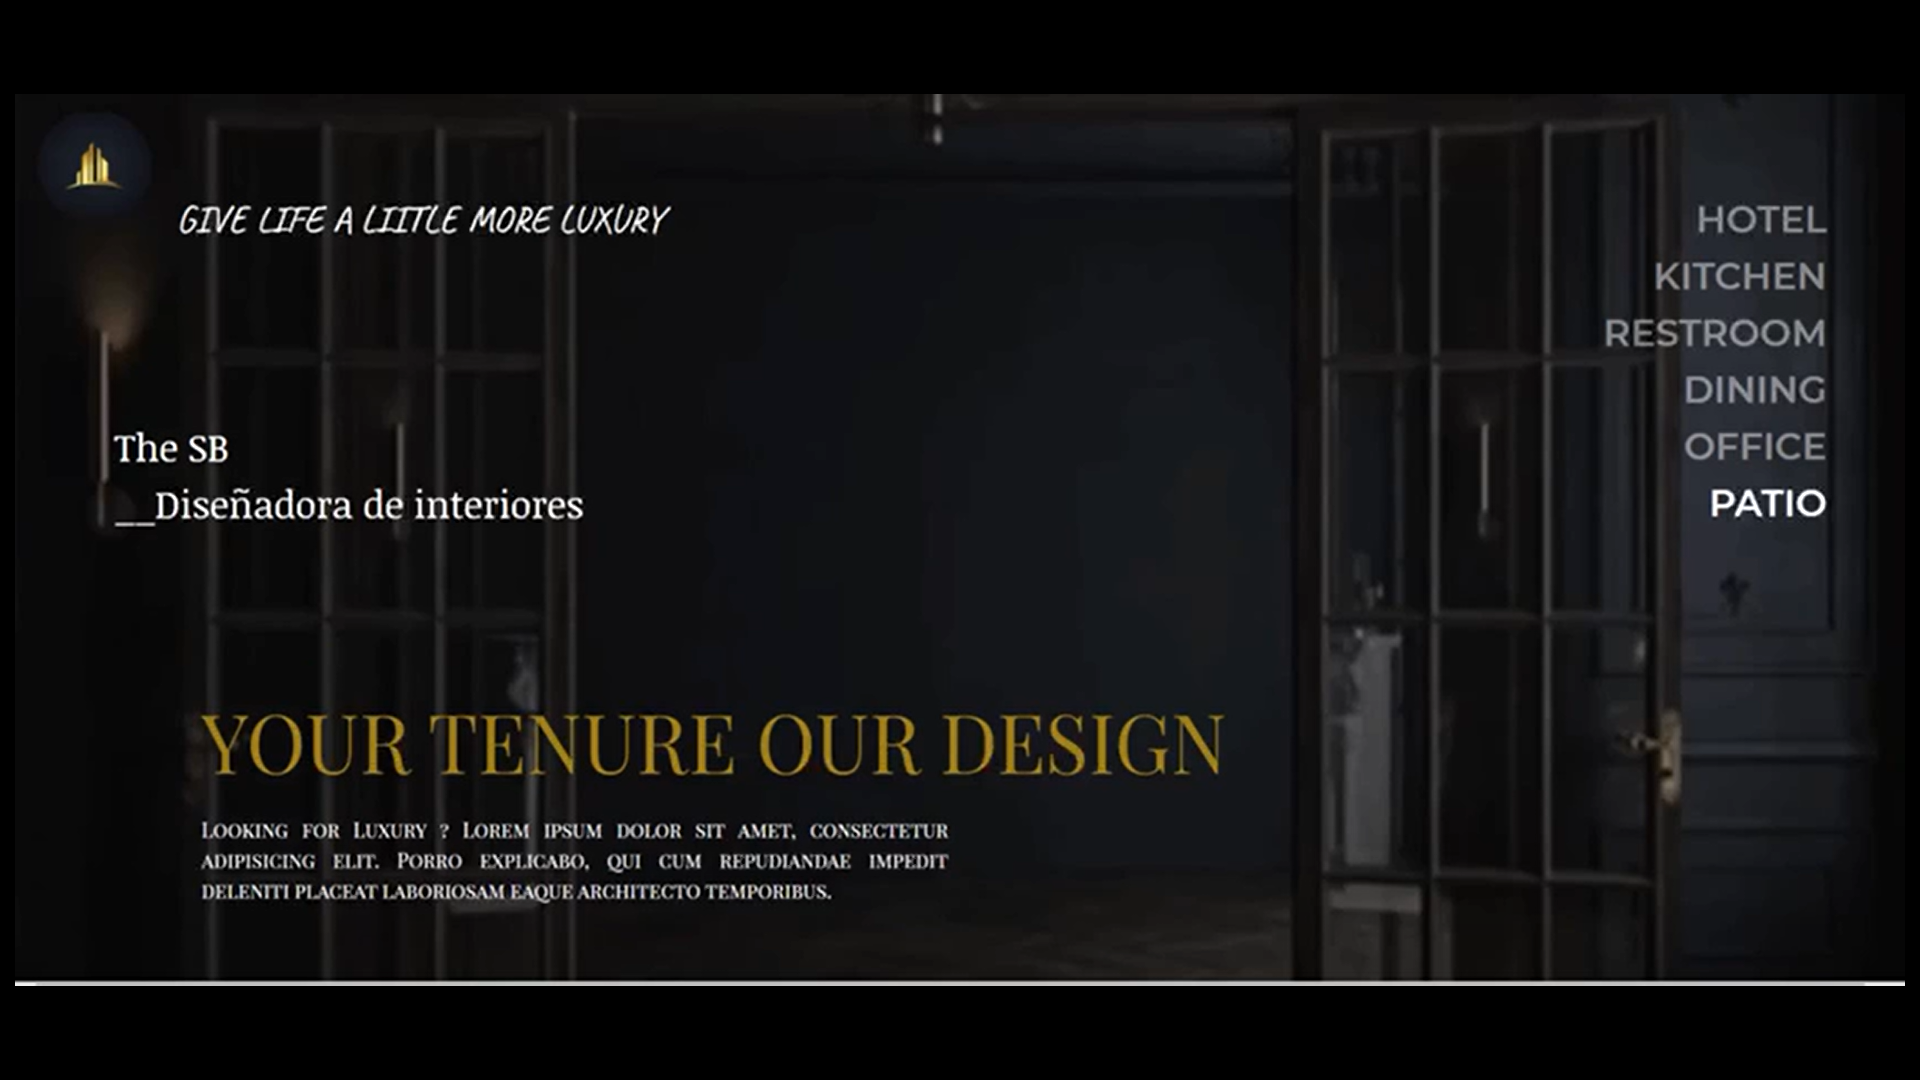 GIVE LIFE A LIITLE MORE LUXURY
The SB
__Diseñadora de interiores
HOTEL
KITCHEN
RESTROOM
DINING
OFFICE
PATIO
YOUR TENURE OUR DESIGN
LOOKING FOR LUXURY ? LOREM IPSUM DOLOR SIT AMET, CONSECTETUR
ADIPISICING ELIT. PORRO EXPLICABO, QUI CUM REPUDIANDAE IMPEDIT
DELENITI PLACEAT LABORIOSAM EAQUE ARCHITECTO TEMPORIBUS.